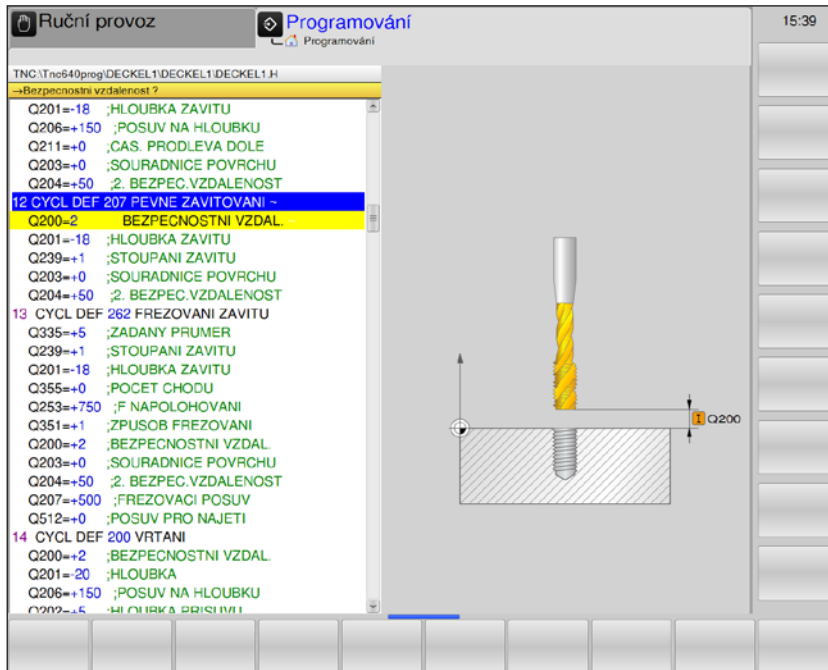 Ruční provoz
Programování
Programování
15:39
TNC:\Tnc640prog\DECKEL1\DECKEL1\DECKEL1.H
→Bezpecnostni vzdalenost ?
Q201=-18 ;HLOUBKA ZAVITU
Q206=+150 ;POSUV NA HLOUBKU
Q211=+0 ;CAS. PRODLEVA DOLE
Q203=+0 ;SOURADNICE POVRCHU
Q204=+50 ;2. BEZPEC.VZDALENOST
12 CYCL DEF 207 PEVNE ZAVITOVANI ~
Q200=2 BEZPECNOSTNI VZDAL. ~
Q201=-18 ;HLOUBKA ZAVITU
Q239=+1 ;STOUPANI ZAVITU
Q203=+0 ;SOURADNICE POVRCHU
Q204=+50 ;2. BEZPEC.VZDALENOST
13 CYCL DEF 262 FREZOVANI ZAVITU
Q335=+5 ;ZADANY PRUMER
Q239=+1 ;STOUPANI ZAVITU
Q201=-18 ;HLOUBKA ZAVITU
Q355=+0 ;POCET CHODU
Q253=+750 ;F NAPOLOHOVANI
Q351=+1 ;ZPUSOB FREZOVANI
Q200=+2 ;BEZPECNOSTNI VZDAL.
Q203=+0 ;SOURADNICE POVRCHU
Q204=+50 ;2. BEZPEC.VZDALENOST
Q207=+500 ;FREZOVACI POSUV
Q512=+0 ;POSUV PRO NAJETI
14 CYCL DEF 200 VRTANI
Q200=+2 ;BEZPECNOSTNI VZDAL.
Q201=-20 ;HLOUBKA
Q206=+150 ;POSUV NA HLOUBKU
Q202=+5 ;HLOUBKA PRISUVU
I Q200